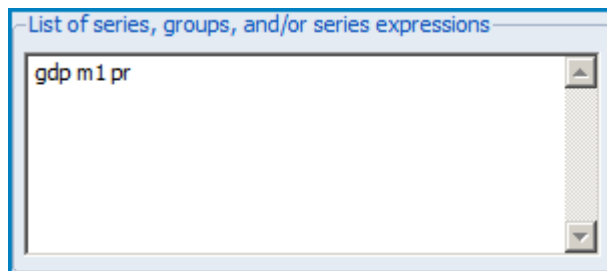 List of series, groups, and/or series expressions
gdp m1 pr